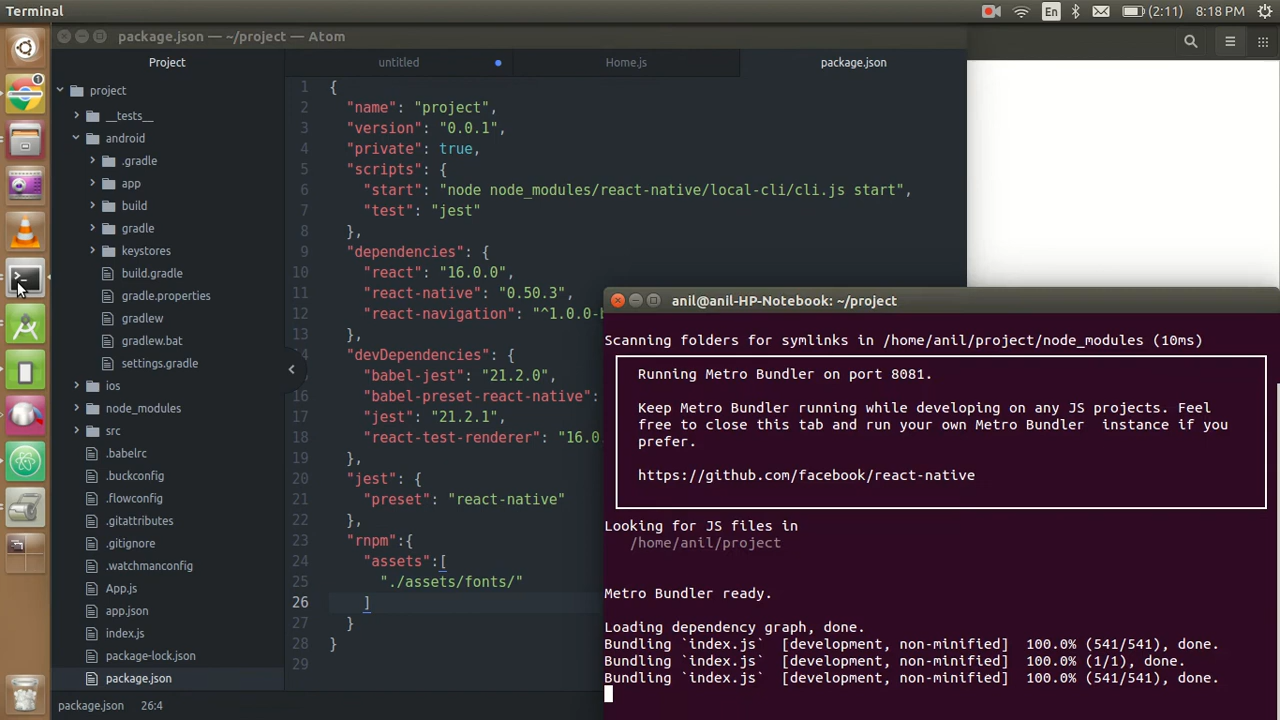 Terminal
En
(2:11)
8:18 PM
package.json — ~/project — Atom
Project
untitled
Home.js
package.json
project
__tests__
android
.gradle
app
build
gradle
keystores
build.gradle
gradle.properties
gradlew
gradlew.bat
settings.gradle
ios
node_modules
src
.babelrc
.buckconfig
.flowconfig
.gitattributes
.gitignore
.watchmanconfig
App.js
app.json
index.js
package-lock.json
package.json
1 {
2 "name": "project",
3 "version": "0.0.1",
4 "private": true,
5 "scripts": {
6 "start": "node node_modules/react-native/local-cli/cli.js start",
7 "test": "jest"
8 },
9 "dependencies": {
10 "react": "16.0.0",
11 "react-native": "0.50.3",
12 "react-navigation": "^1.0.0-b
13 },
14 "devDependencies": {
15 "babel-jest": "21.2.0",
16 "babel-preset-react-native":
17 "jest": "21.2.1",
18 "react-test-renderer": "16.0.
19 },
20 "jest": {
21 "preset": "react-native"
22 },
23 "rnpm":{
24 "assets":[
25 "./assets/fonts/"
26 ]
27 }
28 }
29
package.json 26:4
anil@anil-HP-Notebook: ~/project
Scanning folders for symlinks in /home/anil/project/node_modules (10ms)
Running Metro Bundler on port 8081.
Keep Metro Bundler running while developing on any JS projects. Feel
free to close this tab and run your own Metro Bundler instance if you
prefer.
https://github.com/facebook/react-native
Looking for JS files in
/home/anil/project
Metro Bundler ready.
Loading dependency graph, done.
Bundling `index.js` [development, non-minified] 100.0% (541/541), done.
Bundling `index.js` [development, non-minified] 100.0% (1/1), done.
Bundling `index.js` [development, non-minified] 100.0% (541/541), done.